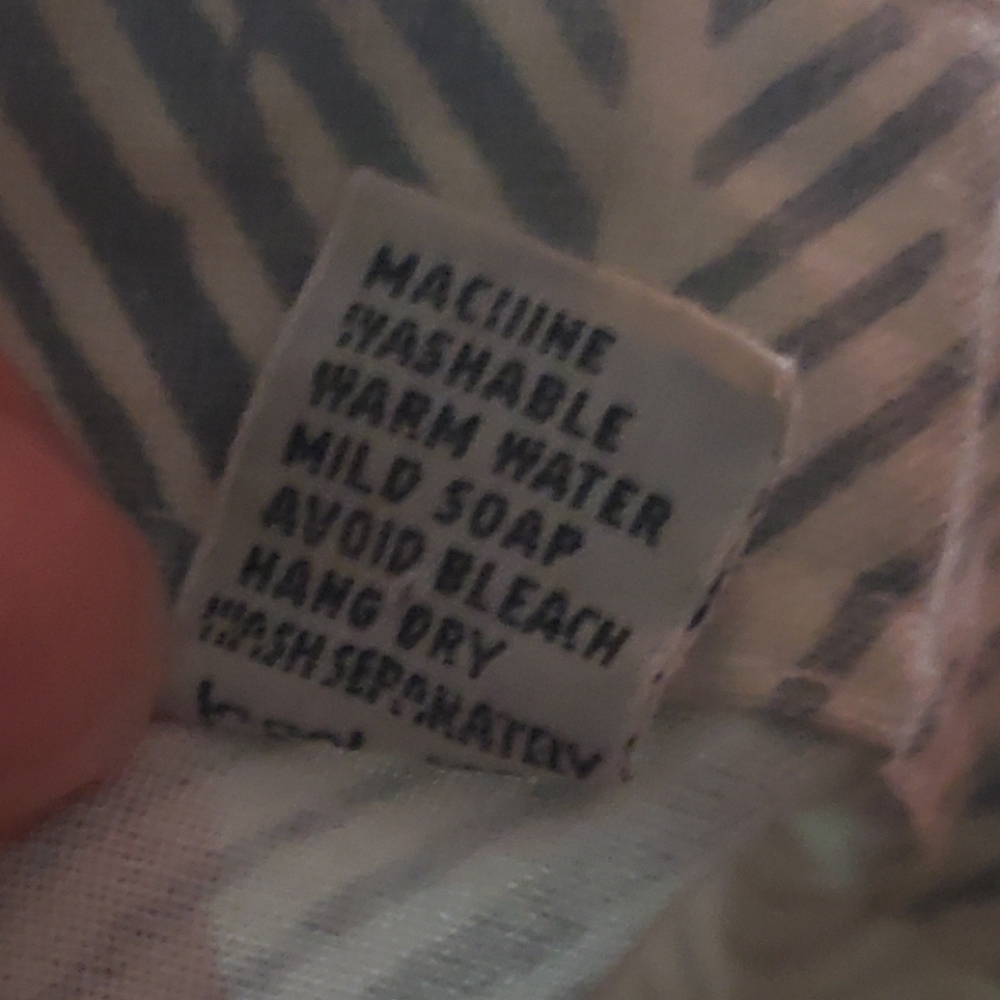 MACHINE
WASHABLE
WARM WATER
MILD SOAP
AVOID BLEACH
HANG DRY
WASH SEPARATELY